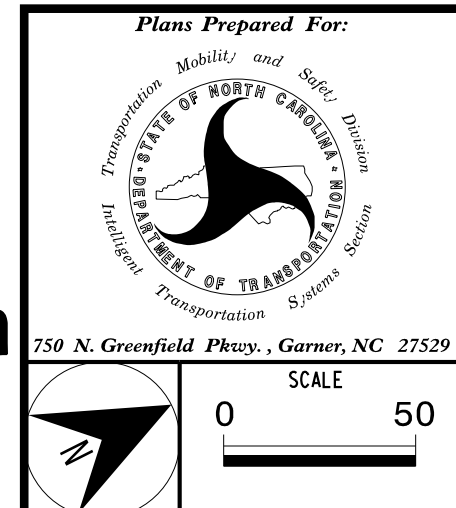 Plans Prepared For:
Transportation Mobility and Safety Division
STATE OF NORTH CAROLINA
DEPARTMENT OF TRANSPORTATION
Intelligent Transportation Systems Section
750 N. Greenfield Pkwy. , Garner, NC 27529
SCALE
0 50
N